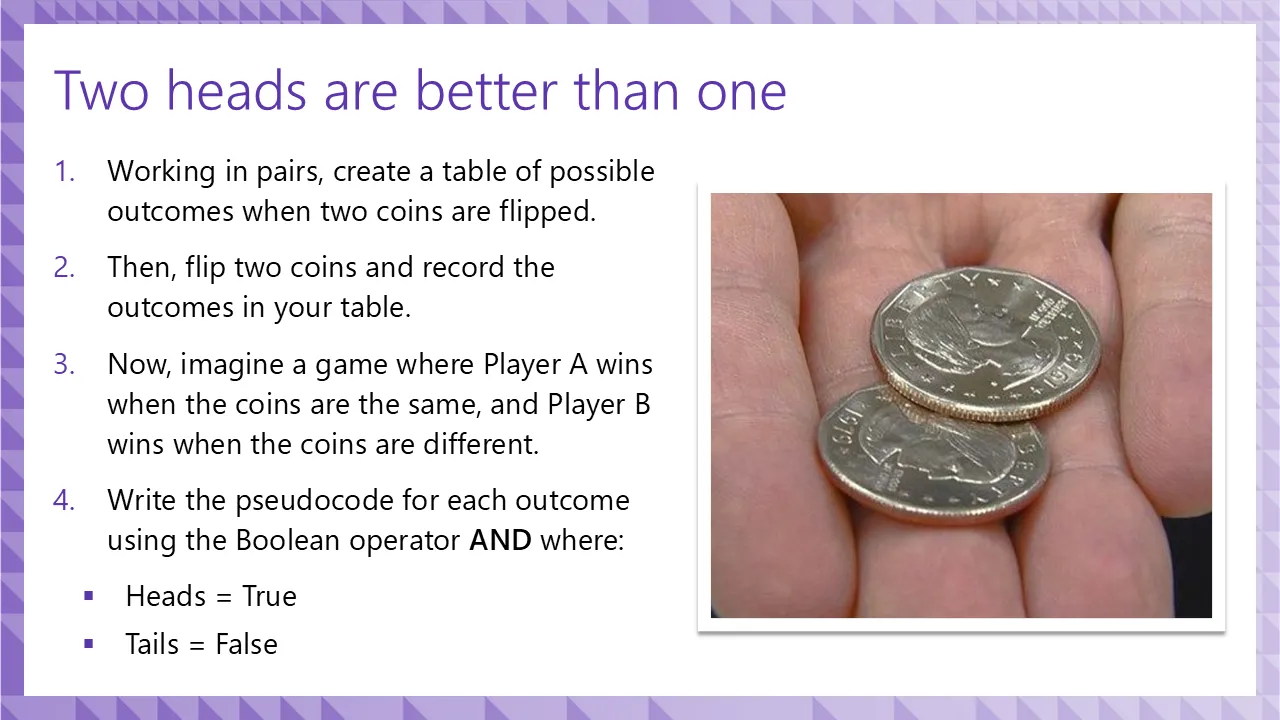 Two heads are better than one
1. Working in pairs, create a table of possible
outcomes when two coins are flipped.
2. Then, flip two coins and record the
outcomes in your table.
3. Now, imagine a game where Player A wins
when the coins are the same, and Player B
wins when the coins are different.
4. Write the pseudocode for each outcome
using the Boolean operator AND where:
▪ Heads = True
▪ Tails = False
LIBERTY
1979
1979